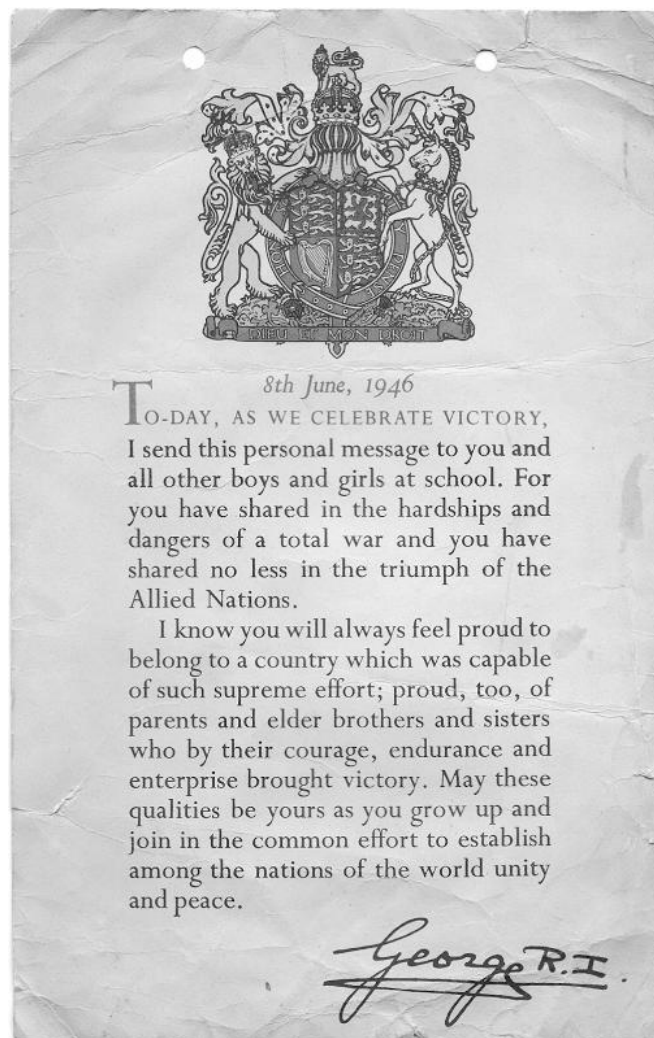 DIEU ET MON DROIT
8th June, 1946
TO-DAY, AS WE CELEBRATE VICTORY,
I send this personal message to you and
all other boys and girls at school. For
you have shared in the hardships and
dangers of a total war and you have
shared no less in the triumph of the
Allied Nations.
I know you will always feel proud to
belong to a country which was capable
of such supreme effort; proud, too, of
parents and elder brothers and sisters
who by their courage, endurance and
enterprise brought victory. May these
qualities be yours as you grow up and
join in the common effort to establish
among the nations of the world unity
and peace.
George R.I.